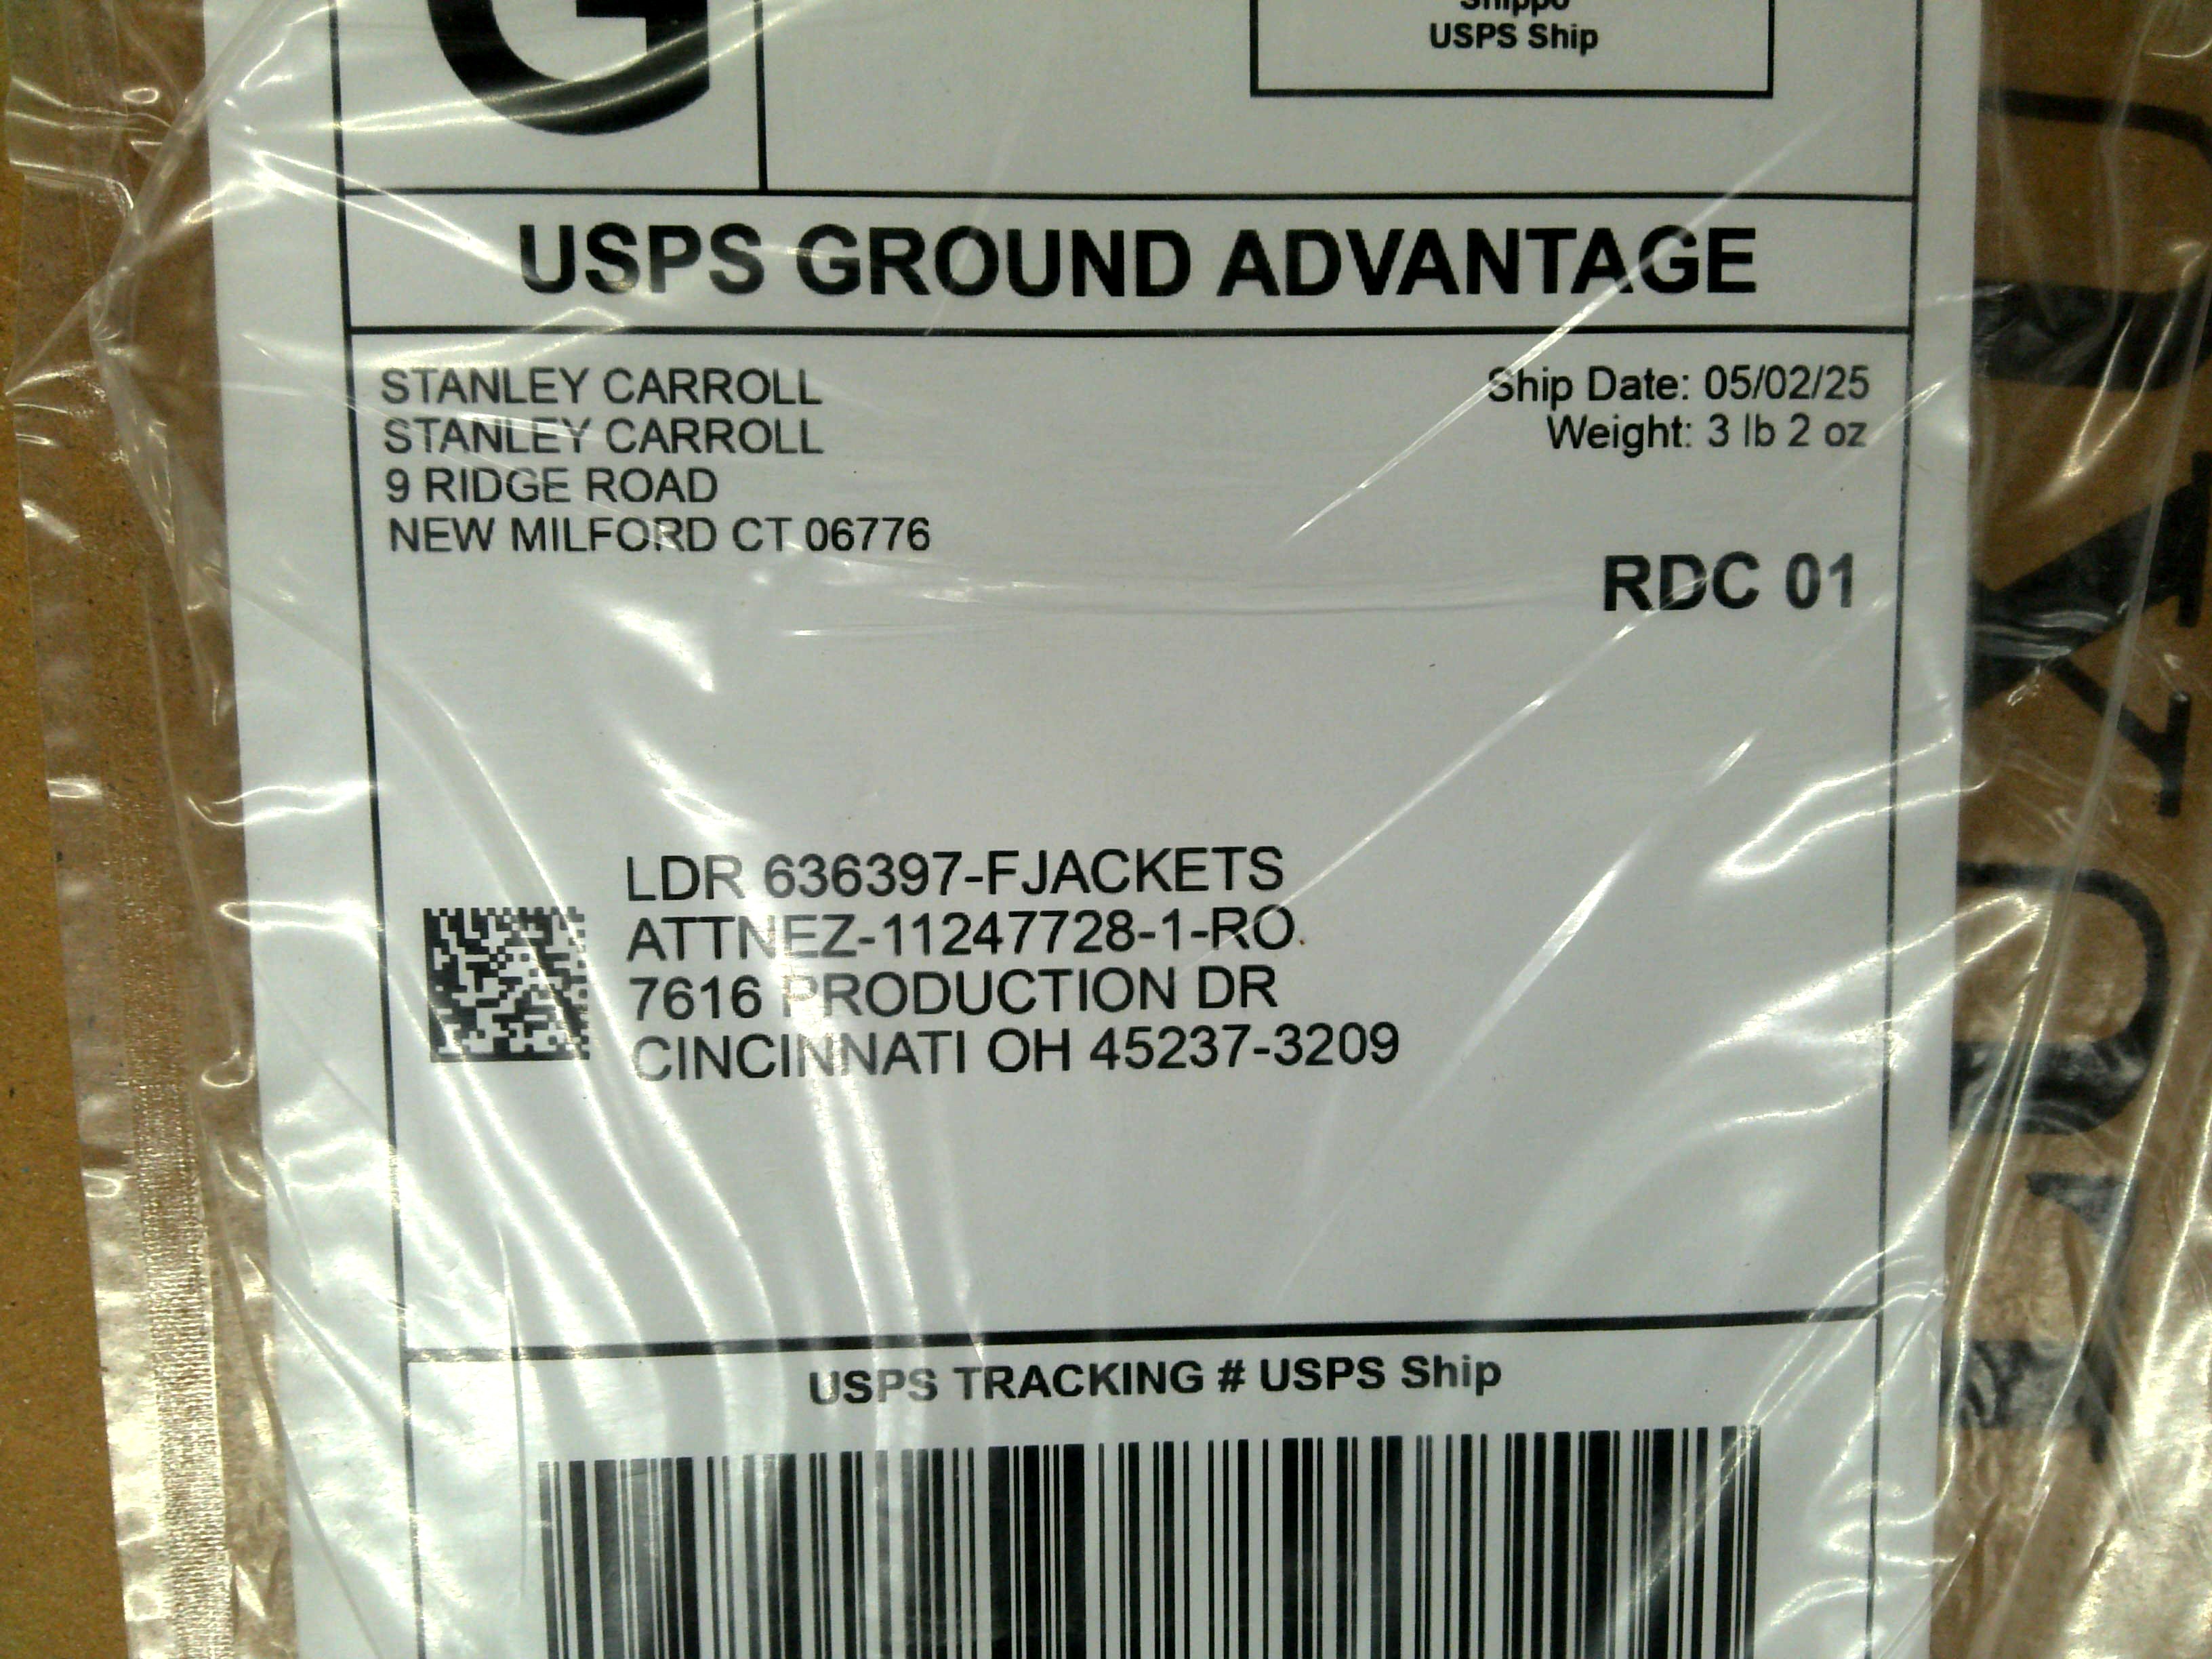 G
Shippo
USPS Ship
USPS GROUND ADVANTAGE
STANLEY CARROLL
STANLEY CARROLL
9 RIDGE ROAD
NEW MILFORD CT 06776
Ship Date: 05/02/25
Weight: 3 lb 2 oz
RDC 01
LDR 636397-FJACKETS
ATTNEZ-11247728-1-RO
7616 PRODUCTION DR
CINCINNATI OH 45237-3209
USPS TRACKING # USPS Ship